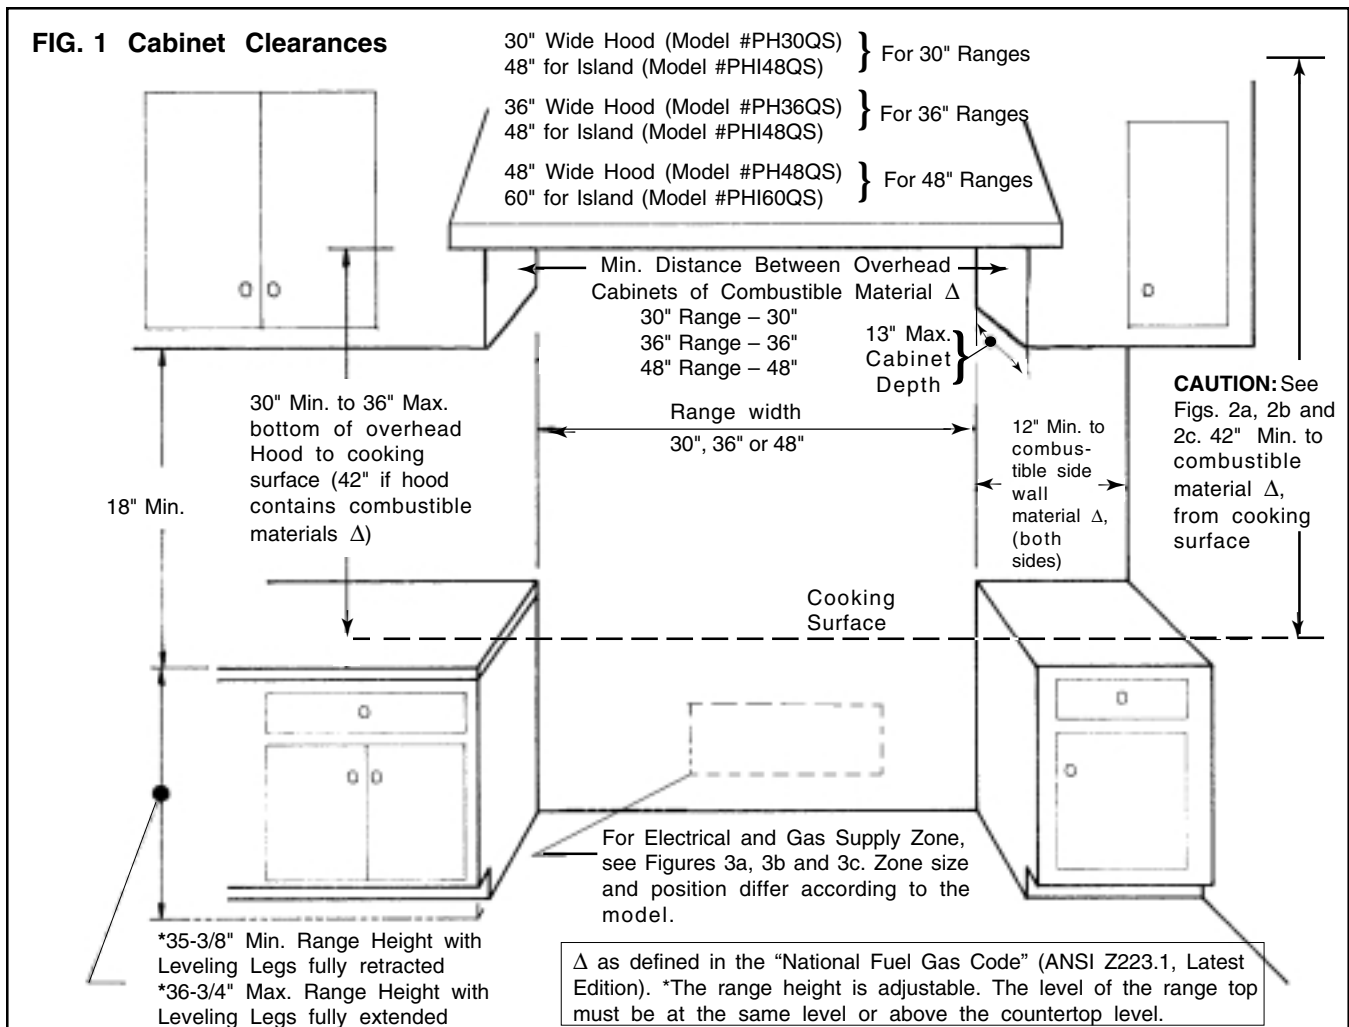 FIG. 1 Cabinet Clearances
30" Wide Hood (Model #PH30QS)
48" for Island (Model #PHI48QS)
} For 30" Ranges
36" Wide Hood (Model #PH36QS)
48" for Island (Model #PHI48QS)
} For 36" Ranges
48" Wide Hood (Model #PH48QS)
60" for Island (Model #PHI60QS)
} For 48" Ranges
Min. Distance Between Overhead
Cabinets of Combustible Material Δ
30" Range – 30"
36" Range – 36"
48" Range – 48"
13" Max.
Cabinet
Depth }
30" Min. to 36" Max.
bottom of overhead
Hood to cooking
surface (42" if hood
contains combustible
materials Δ)
18" Min.
Range width
30", 36" or 48"
12" Min. to
combus-
tible side
wall
material Δ,
(both
sides)
CAUTION: See
Figs. 2a, 2b and
2c. 42" Min. to
combustible
material Δ,
from cooking
surface
Cooking
Surface
For Electrical and Gas Supply Zone,
see Figures 3a, 3b and 3c. Zone size
and position differ according to the
model.
*35-3/8" Min. Range Height with
Leveling Legs fully retracted
*36-3/4" Max. Range Height with
Leveling Legs fully extended
Δ as defined in the “National Fuel Gas Code” (ANSI Z223.1, Latest
Edition). *The range height is adjustable. The level of the range top
must be at the same level or above the countertop level.